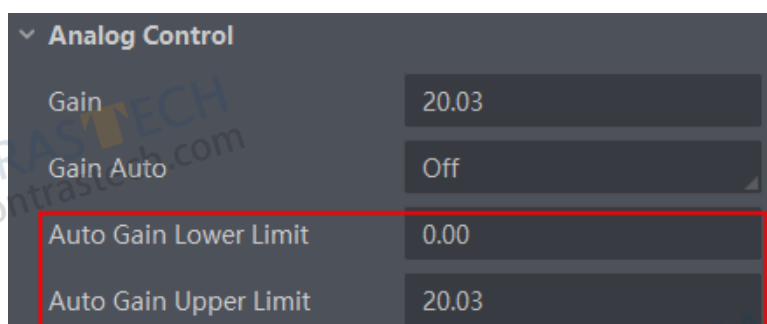 Analog Control
Gain 20.03
Gain Auto Off
Auto Gain Lower Limit 0.00
Auto Gain Upper Limit 20.03